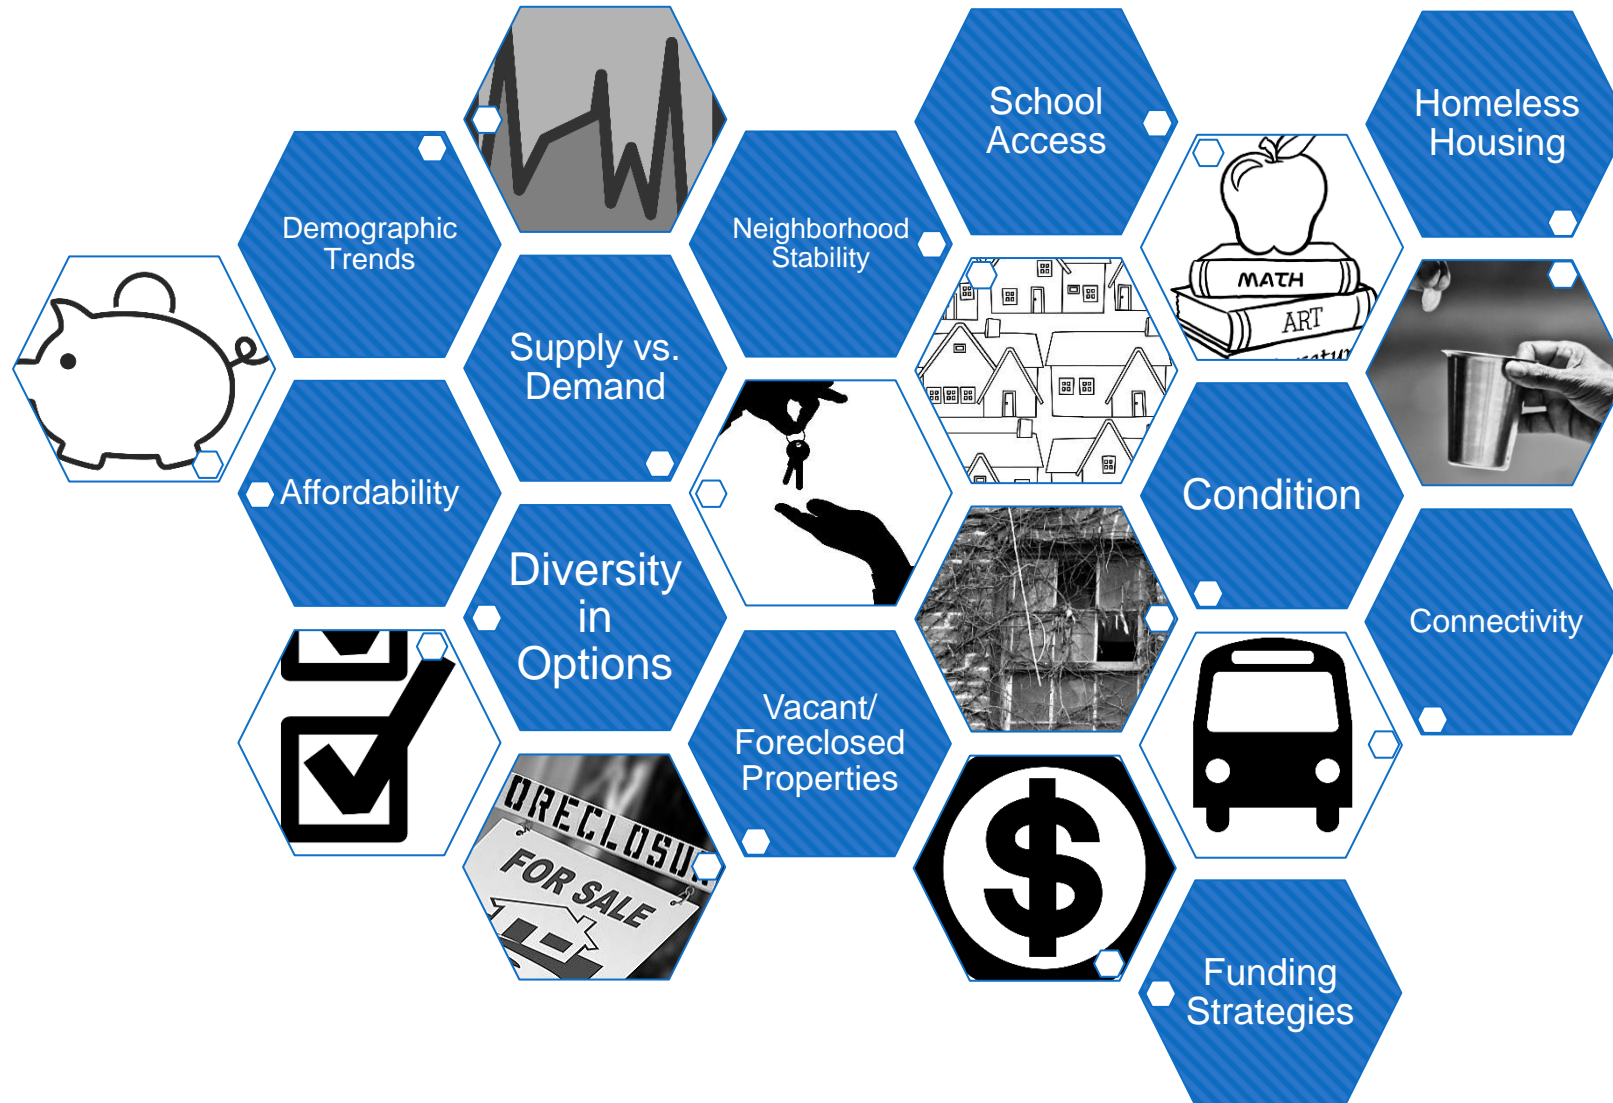 School
Access
Homeless
Housing
Demographic
Trends
Neighborhood
Stability
MATH
ART
Supply vs.
Demand
Affordability
Condition
Diversity
in
Options
Connectivity
Vacant/
Foreclosed
Properties
FOR SALE
Funding
Strategies